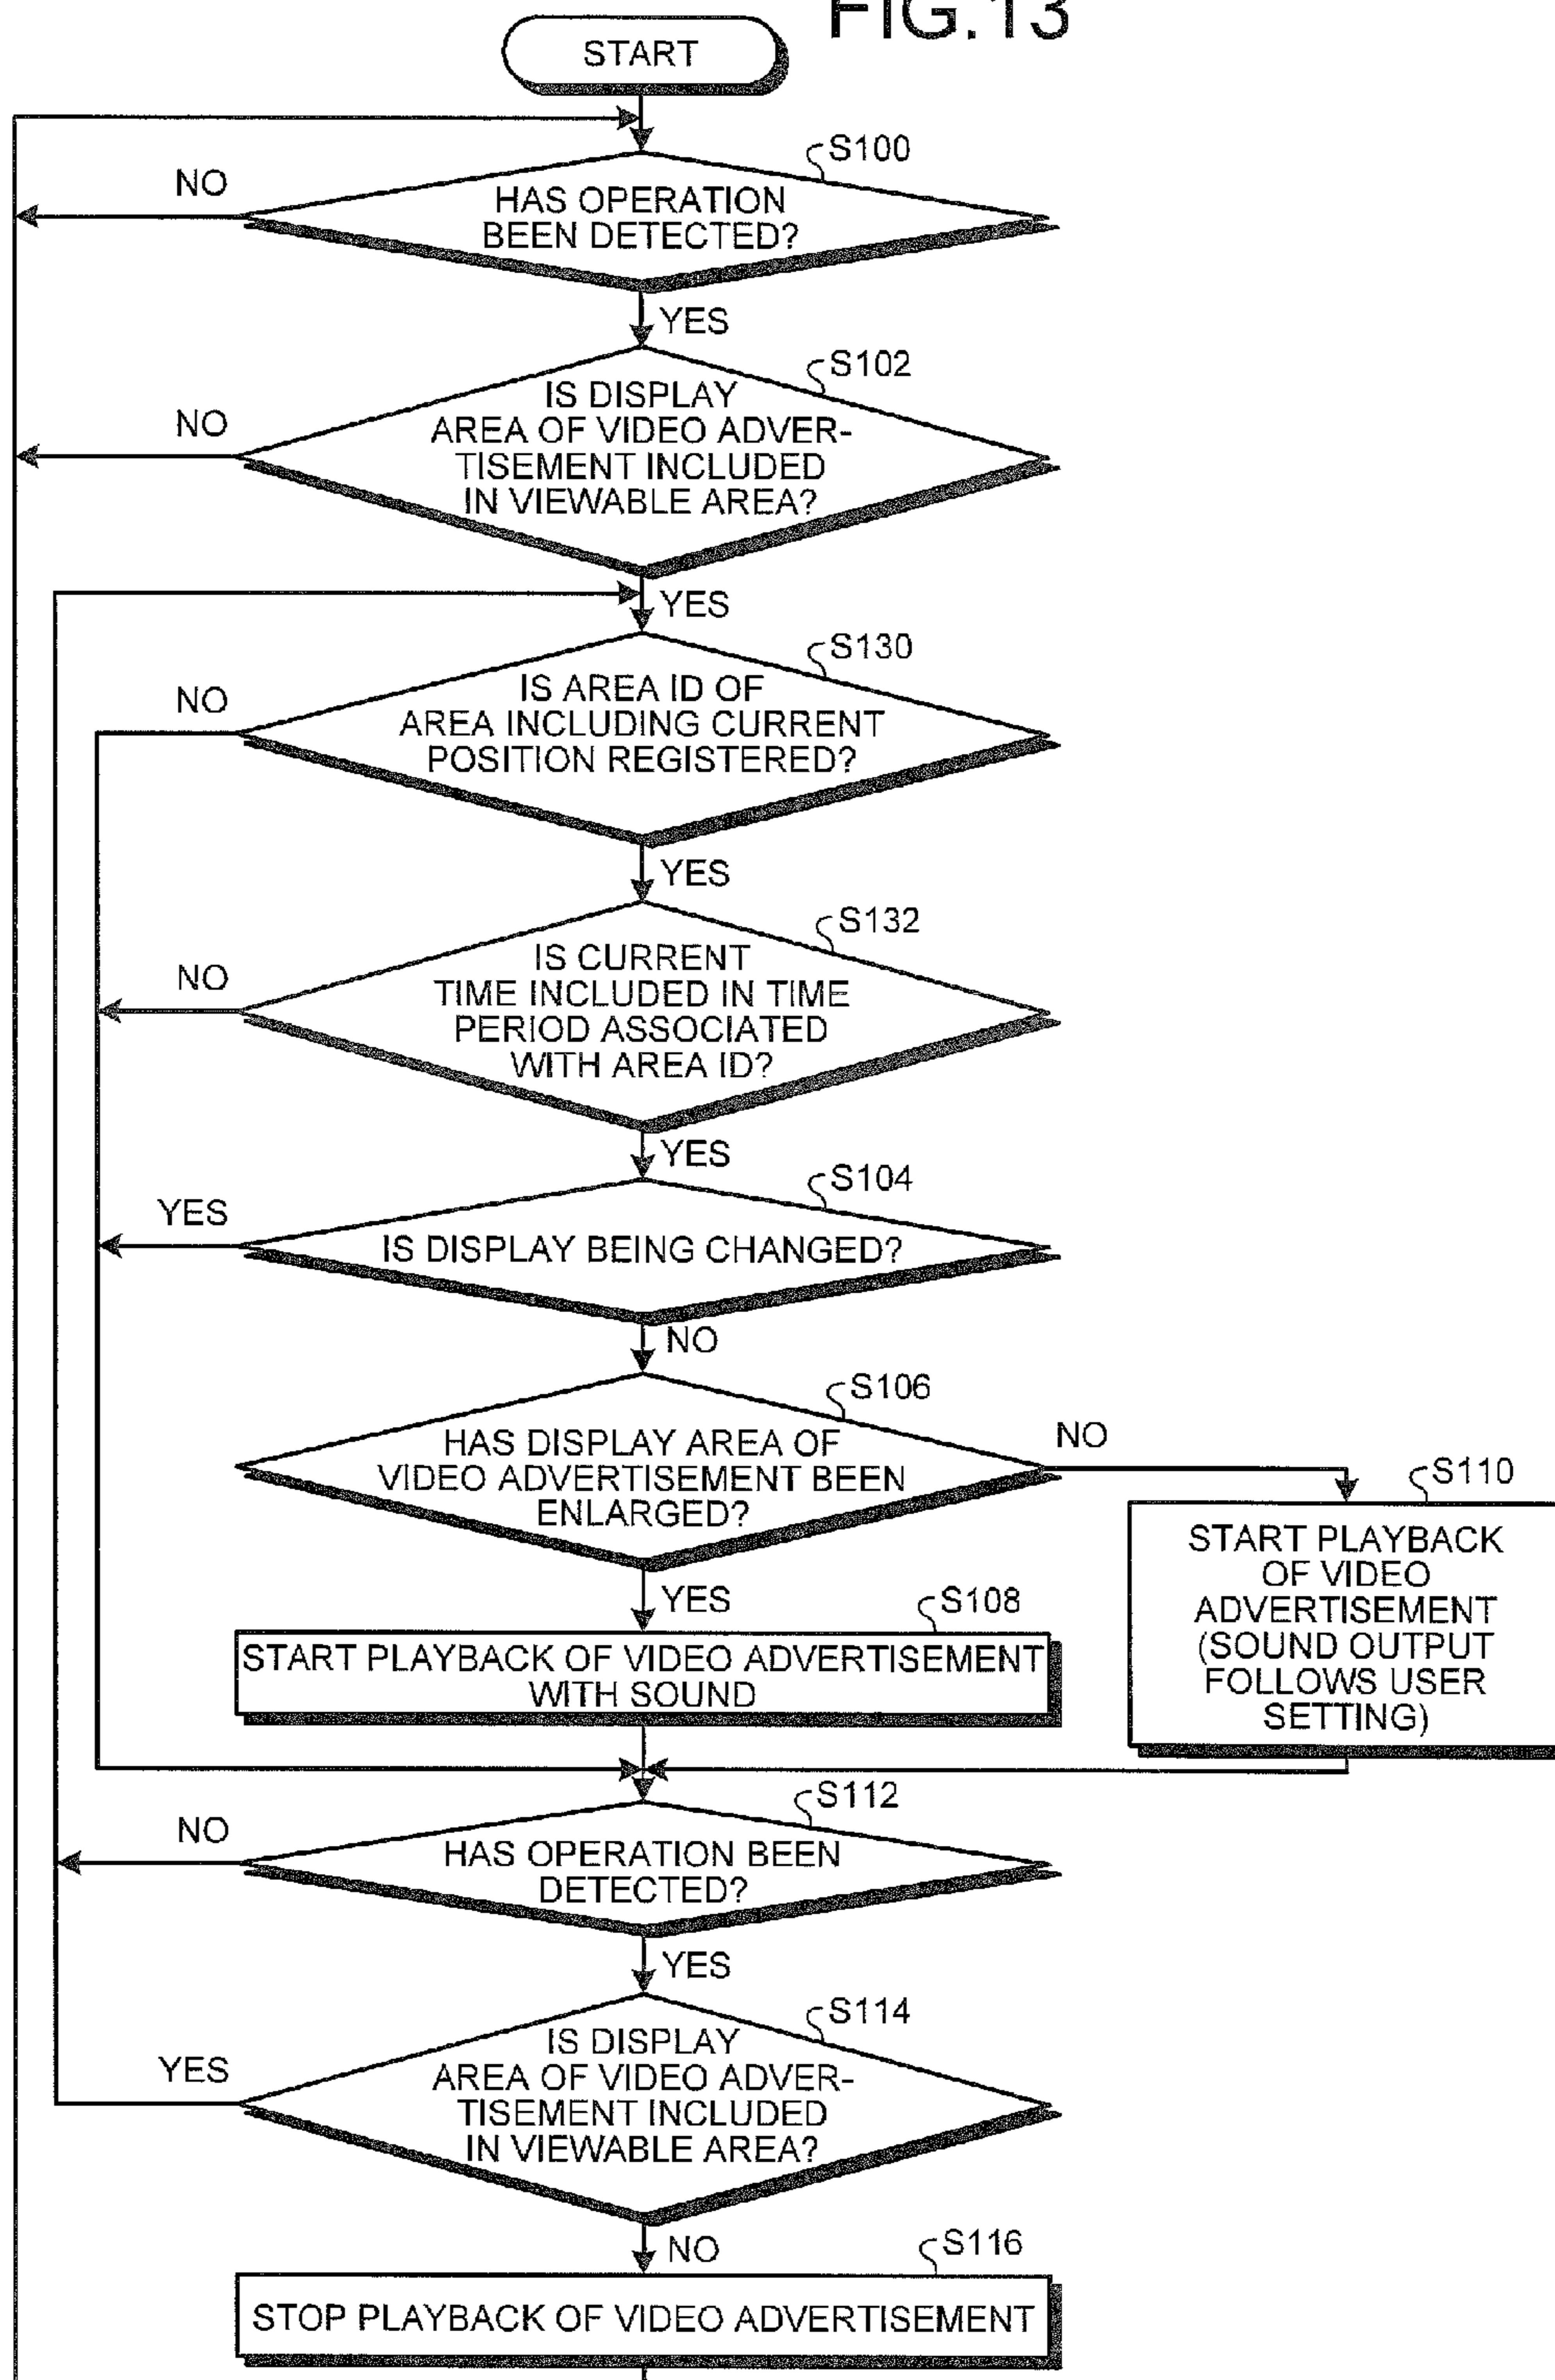 FIG.13
START
S100
NO
HAS OPERATION
BEEN DETECTED?
YES
S102
NO
IS DISPLAY
AREA OF VIDEO ADVER-
TISEMENT INCLUDED
IN VIEWABLE AREA?
YES
S130
NO
IS AREA ID OF
AREA INCLUDING CURRENT
POSITION REGISTERED?
YES
S132
NO
IS CURRENT
TIME INCLUDED IN TIME
PERIOD ASSOCIATED
WITH AREA ID?
YES
S104
YES
IS DISPLAY BEING CHANGED?
NO
S106
HAS DISPLAY AREA OF
VIDEO ADVERTISEMENT BEEN
ENLARGED?
NO
S110
START PLAYBACK
OF VIDEO
ADVERTISEMENT
(SOUND OUTPUT
FOLLOWS USER
SETTING)
YES
S108
START PLAYBACK OF VIDEO ADVERTISEMENT
WITH SOUND
S112
NO
HAS OPERATION BEEN
DETECTED?
YES
S114
YES
IS DISPLAY
AREA OF VIDEO ADVER-
TISEMENT INCLUDED
IN VIEWABLE AREA?
NO
S116
STOP PLAYBACK OF VIDEO ADVERTISEMENT